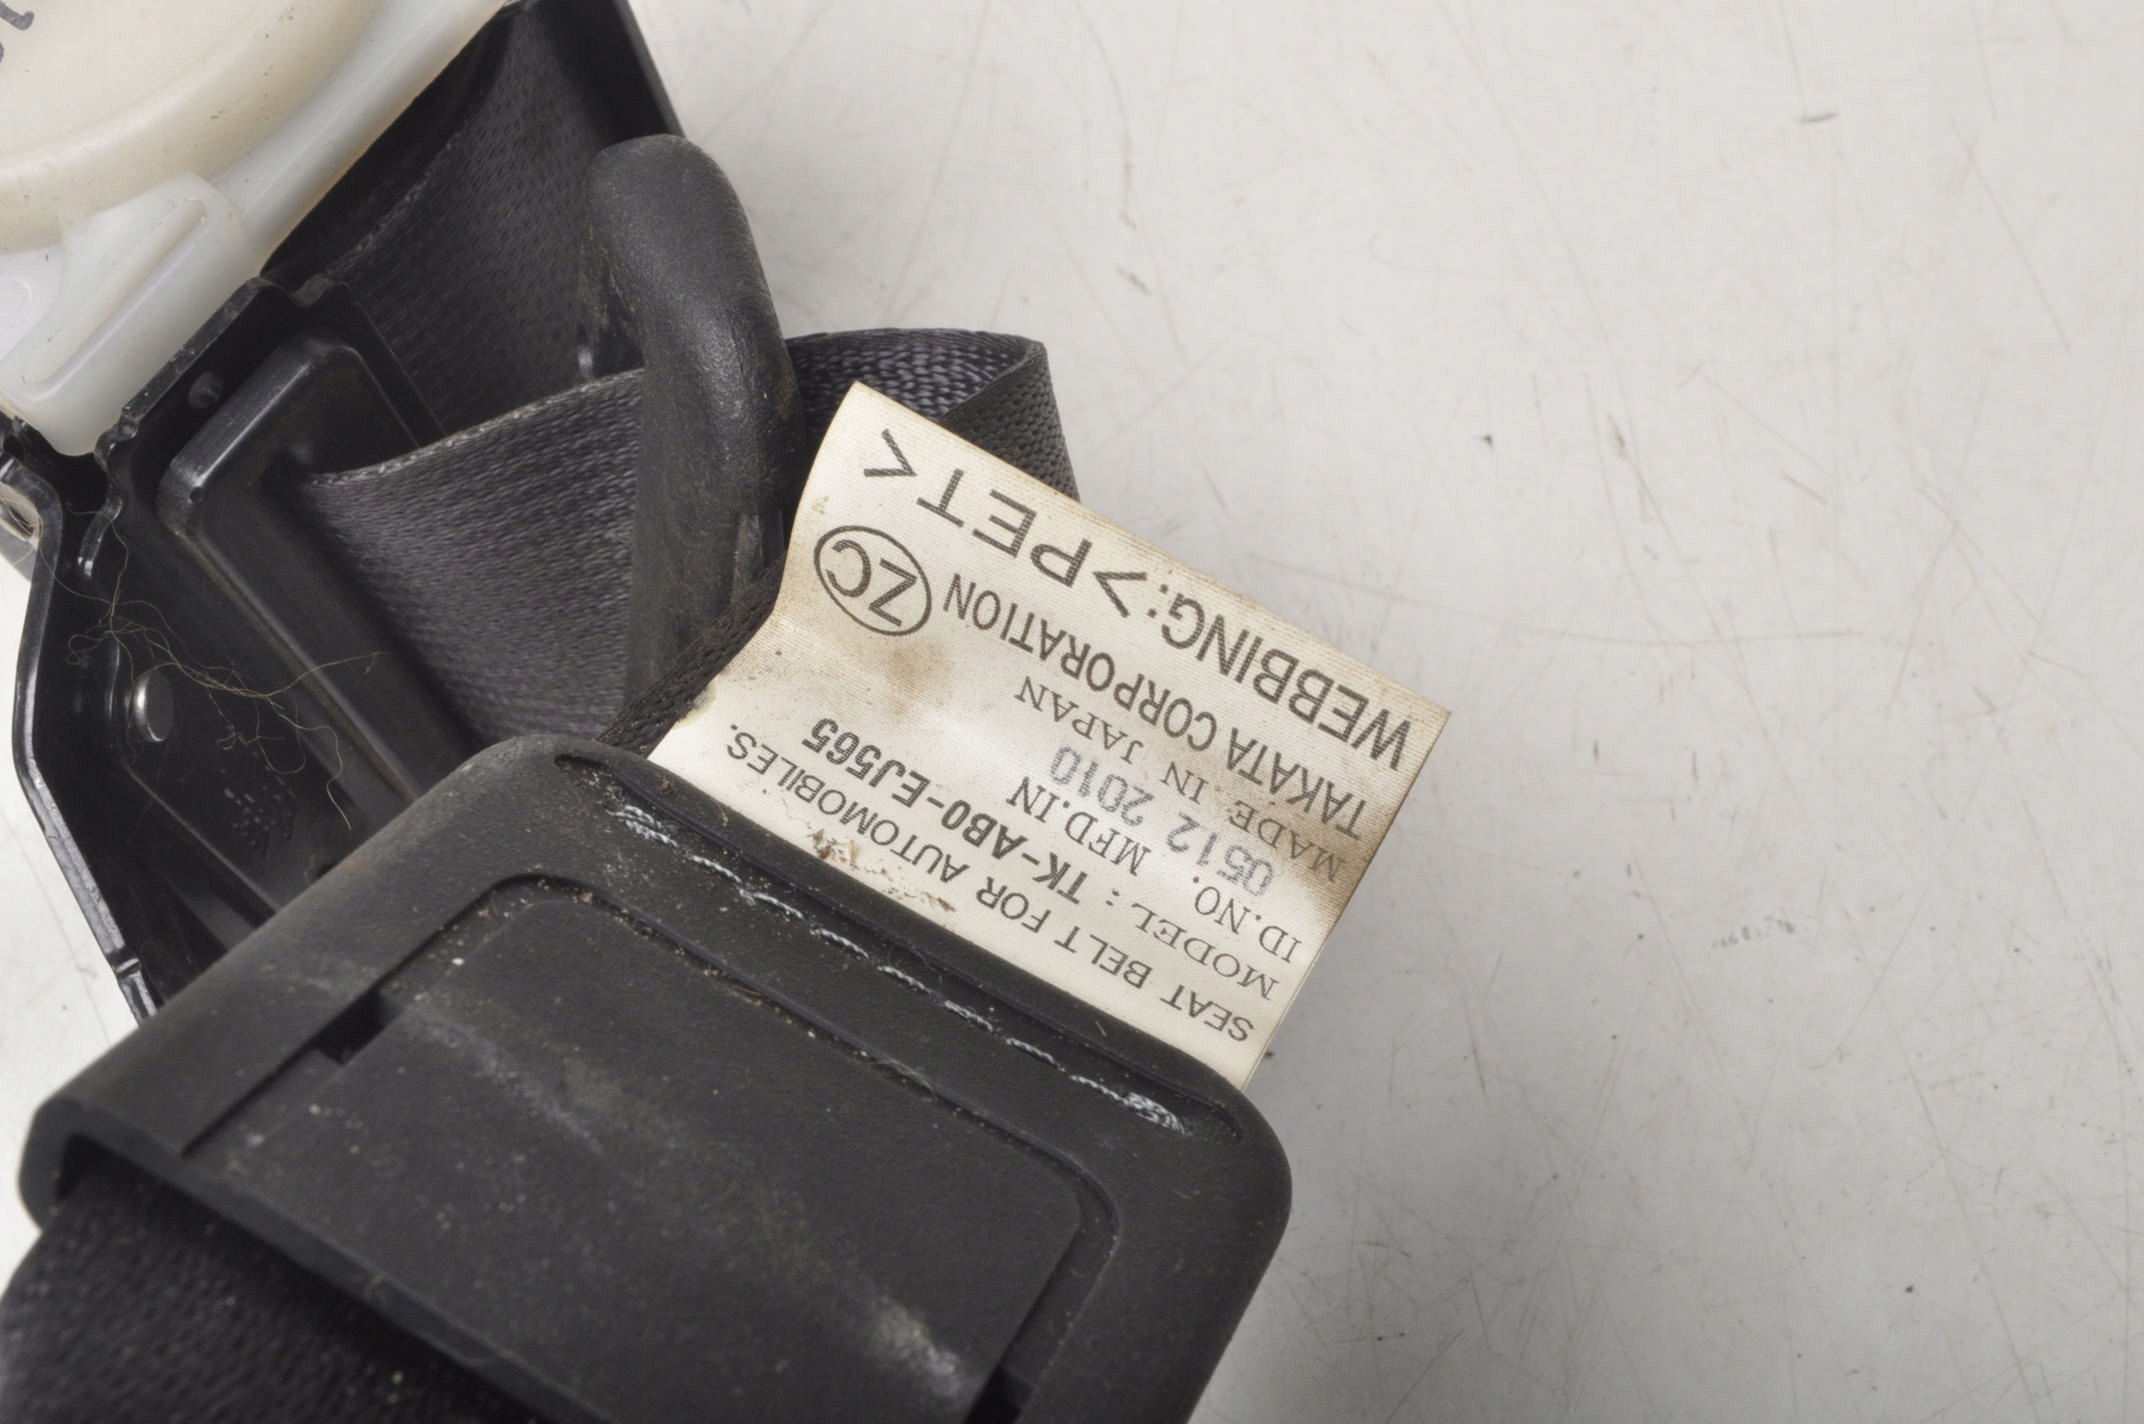 SEAT BELT FOR AUTOMOBILES.
MODEL : TK-AB0-EJ565
ID.NO. MFD.IN
0512 2010
MADE IN JAPAN
TAKATA CORPORATION ZC
WEBBING:>PET<